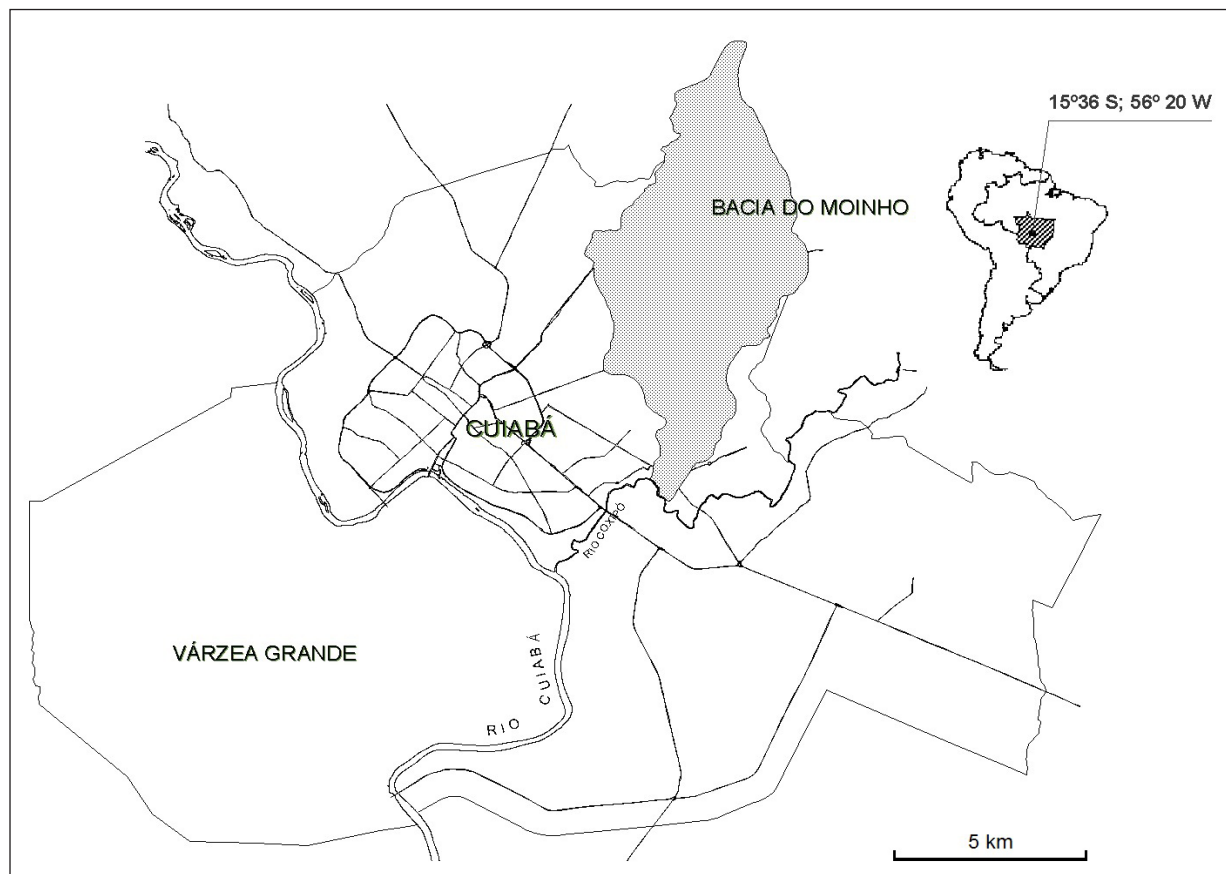 15º36 S; 56º 20 W
BACIA DO MOINHO
CUIABÁ
RIO COXIPÓ
VÁRZEA GRANDE
RIO CUIABÁ
5 km